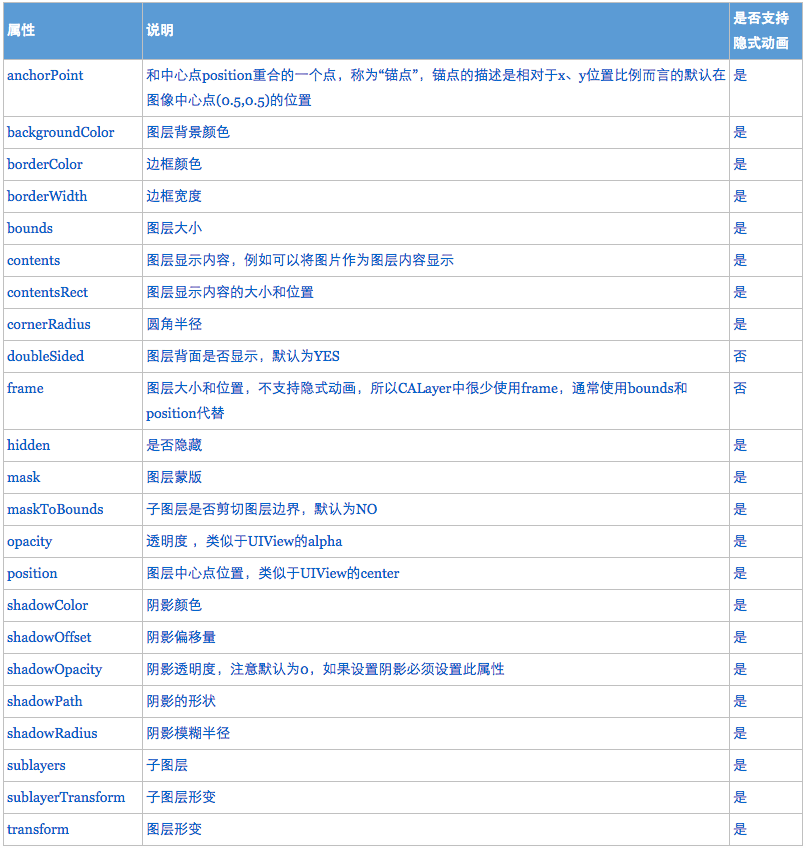 属性 说明 是否支持
隐式动画
anchorPoint 和中心点position重合的一个点，称为“锚点”，锚点的描述是相对于x、y位置比例而言的默认在 是
图像中心点(0.5,0.5)的位置
backgroundColor 图层背景颜色 是
borderColor 边框颜色 是
borderWidth 边框宽度 是
bounds 图层大小 是
contents 图层显示内容，例如可以将图片作为图层内容显示 是
contentsRect 图层显示内容的大小和位置 是
cornerRadius 圆角半径 是
doubleSided 图层背面是否显示，默认为YES 否
frame 图层大小和位置，不支持隐式动画，所以CALayer中很少使用frame，通常使用bounds和 否
position代替
hidden 是否隐藏 是
mask 图层蒙版 是
maskToBounds 子图层是否剪切图层边界，默认为NO 是
opacity 透明度 ，类似于UIView的alpha 是
position 图层中心点位置，类似于UIView的center 是
shadowColor 阴影颜色 是
shadowOffset 阴影偏移量 是
shadowOpacity 阴影透明度，注意默认为0，如果设置阴影必须设置此属性 是
shadowPath 阴影的形状 是
shadowRadius 阴影模糊半径 是
sublayers 子图层 是
sublayerTransform 子图层形变 是
transform 图层形变 是